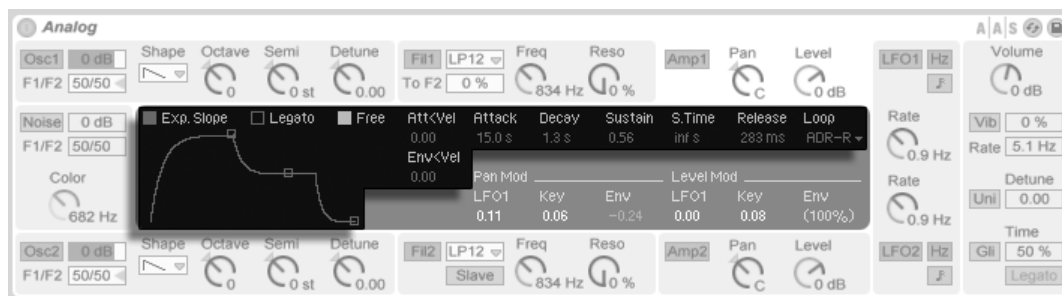 Analog
A|A|S
Osc1 0 dB Shape Octave Semi Detune Fil1 LP12 Freq Reso Amp1 Pan Level LFO1 Hz Volume
F1/F2 50/50 0 0 st 0.00 To F2 0 % 834 Hz 0 % C 0 dB 0 dB
Noise 0 dB Exp. Slope Legato Free Att<Vel Attack Decay Sustain S.Time Release Loop Rate Vib 0 %
F1/F2 50/50 0.00 15.0 s 1.3 s 0.56 inf s 283 ms ADR-R 0.9 Hz Rate 5.1 Hz
Env<Vel
Color 0.00 Pan Mod Level Mod Rate Detune
682 Hz LFO1 Key Env LFO1 Key Env 0.9 Hz Uni 0.00
0.11 0.06 -0.24 0.00 0.08 (100%)
Time
Osc2 0 dB Shape Octave Semi Detune Fil2 LP12 Freq Reso Amp2 Pan Level LFO2 Hz Gli 50 %
F1/F2 50/50 0 0 st 0.00 Slave 834 Hz 0 % C 0 dB Legato